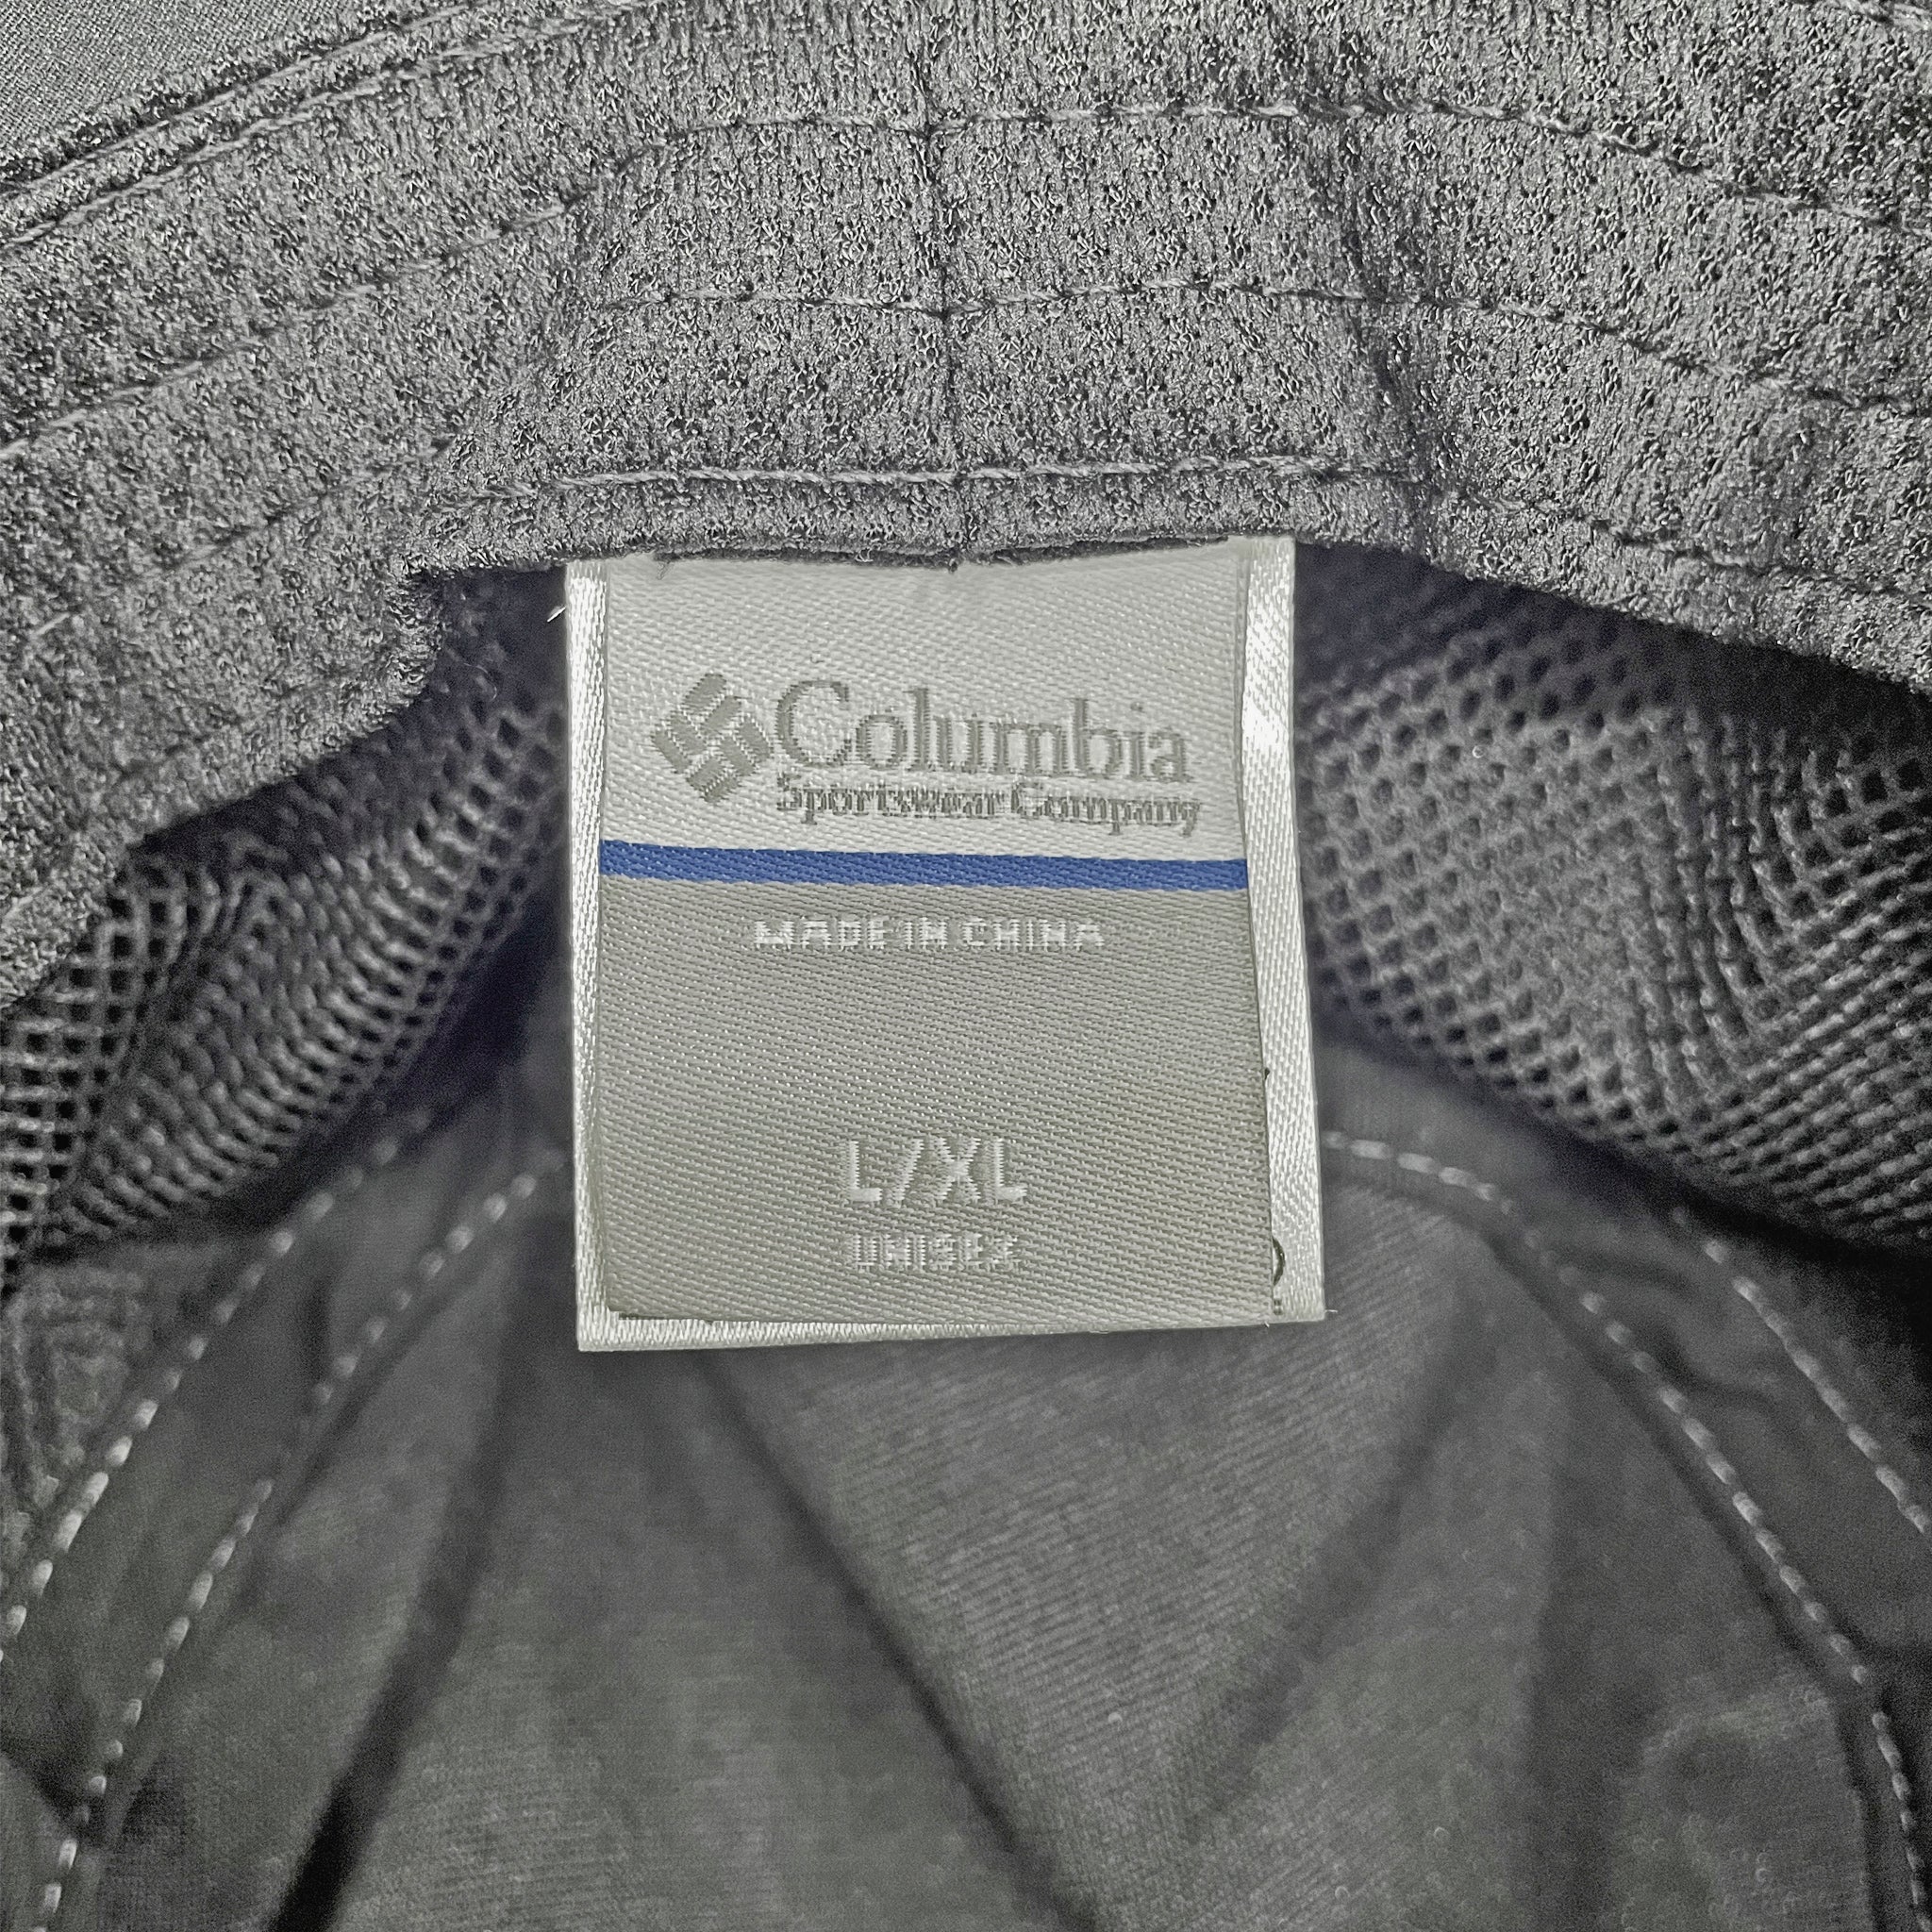 Columbia
Sportswear Company
MADE IN CHINA
L/XL
UNISEX